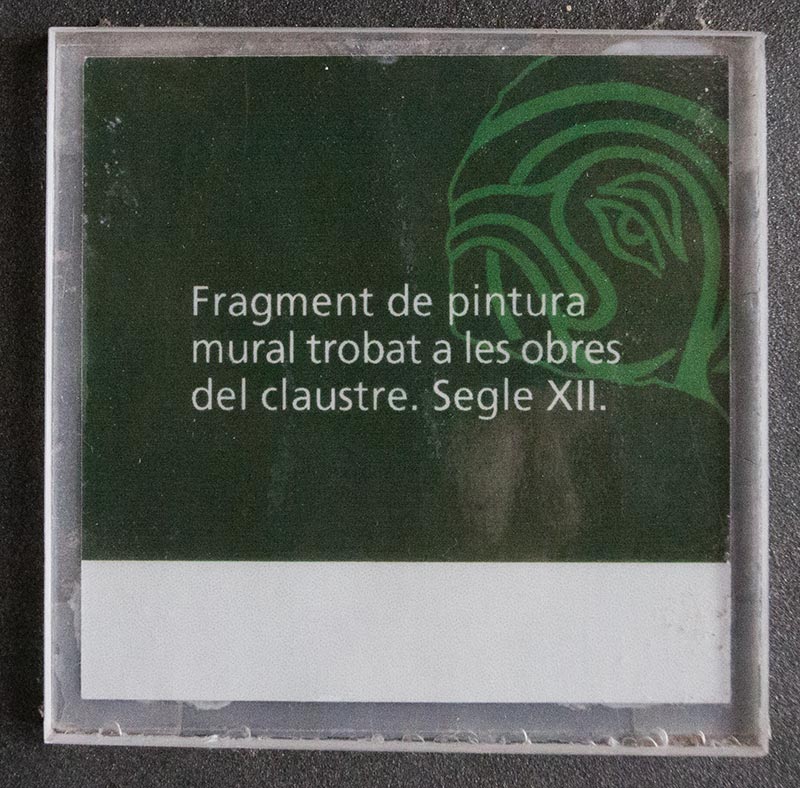 Fragment de pintura
mural trobat a les obres
del claustre. Segle XII.